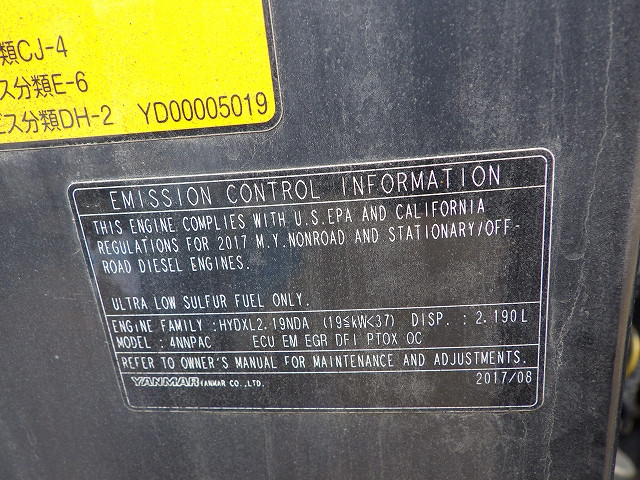 類CJ-4
ス分類E-6
ビス分類DH-2 YD00005019
EMISSION CONTROL INFORMATION
THIS ENGINE COMPLIES WITH U.S.EPA AND CALIFORNIA
REGULATIONS FOR 2017 M.Y.NONROAD AND STATIONARY/OFF-
ROAD DIESEL ENGINES.
ULTRA LOW SULFUR FUEL ONLY.
ENGINE FAMILY :HYDXL2.19NDA (19≦kW<37) DISP. :2.190L
MODEL: 4NNPAC ECU EM EGR DFI PTOX OC
REFER TO OWNER'S MANUAL FOR MAINTENANCE AND ADJUSTMENTS.
YANMAR YANMAR CO.,LTD. 2017/08